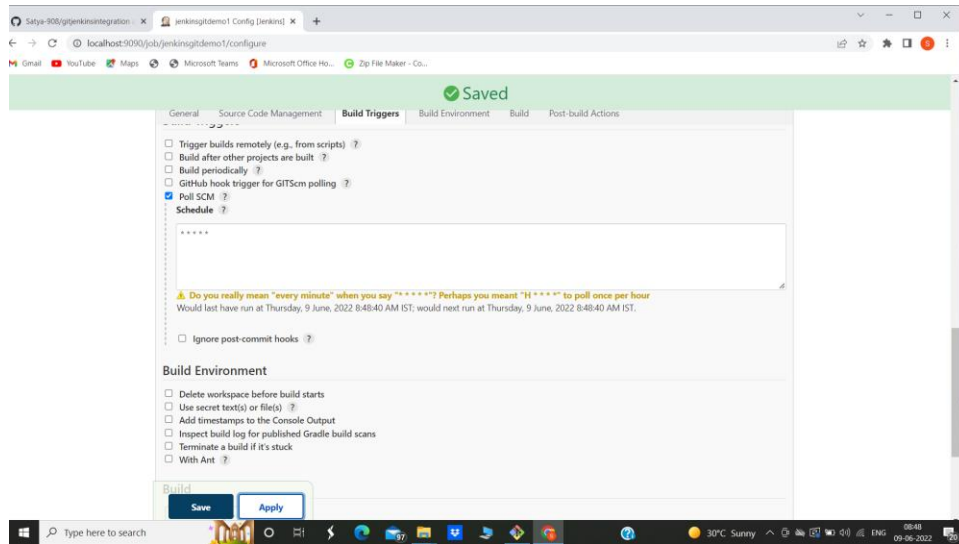 Satya-908/gitjenkinsintegration
jenkinsgitdemo1 Config [Jenkins]
localhost:9090/job/jenkinsgitdemo1/configure
Gmail YouTube Maps Microsoft Teams Microsoft Office Ho... Zip File Maker - Co...
Saved
General Source Code Management Build Triggers Build Environment Build Post-build Actions
Build Triggers
Trigger builds remotely (e.g., from scripts) ?
Build after other projects are built ?
Build periodically ?
GitHub hook trigger for GITScm polling ?
Poll SCM ?
Schedule ?
* * * * *
Do you really mean "every minute" when you say "* * * * *"? Perhaps you meant "H * * * *" to poll once per hour
Would last have run at Thursday, 9 June, 2022 8:48:40 AM IST; would next run at Thursday, 9 June, 2022 8:48:40 AM IST.
Ignore post-commit hooks ?
Build Environment
Delete workspace before build starts
Use secret text(s) or file(s) ?
Add timestamps to the Console Output
Inspect build log for published Gradle build scans
Terminate a build if it's stuck
With Ant ?
Build
Save Apply
Type here to search
97
30°C Sunny ENG 08:48
09-06-2022
20